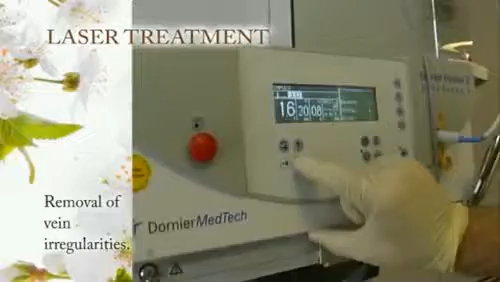 LASER TREATMENT
16 20 08
DornierMedTech
Removal of
vein
irregularities.